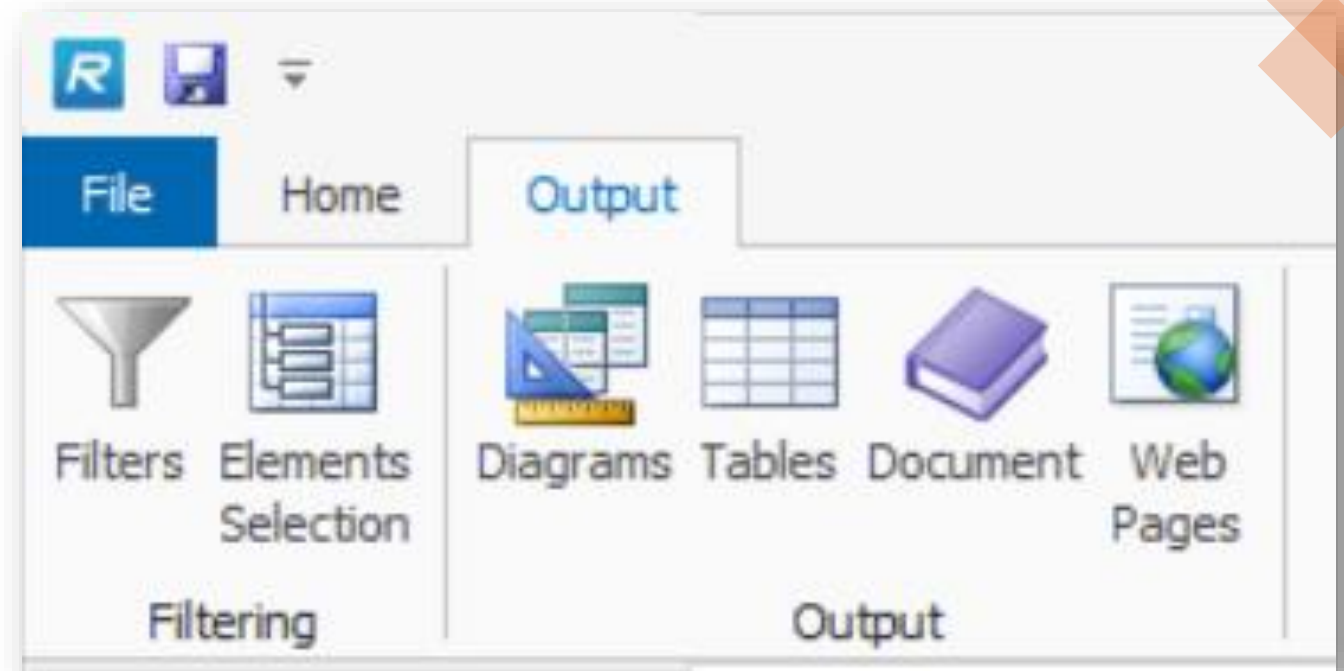 R
File Home Output
Filters Elements Selection Diagrams Tables Document Web Pages
Filtering Output